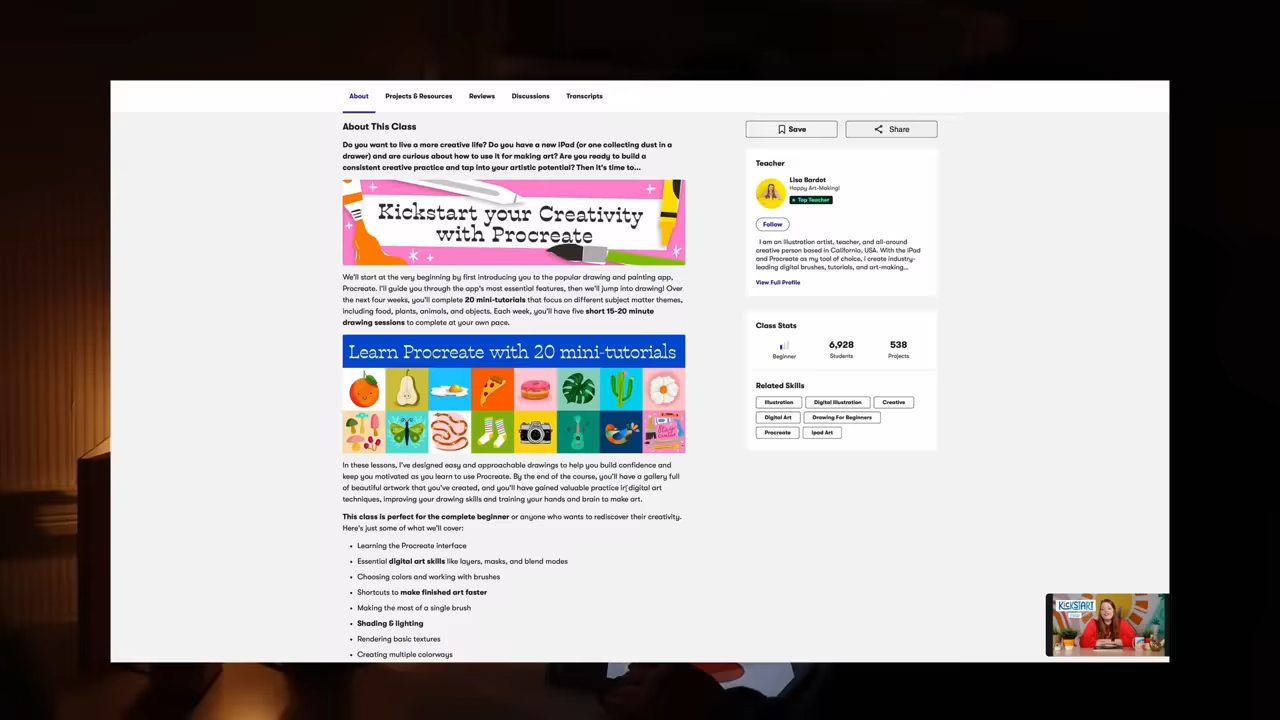 About
Projects & Resources
Reviews
Discussions
Transcripts
About This Class
Do you want to live a more creative life? Do you have a new iPad (or one collecting dust in a
drawer) and are curious about how to use it for making art? Are you ready to build a
consistent creative practice and tap into your artistic potential? Then it's time to...
Kickstart your Creativity
with Procreate
We'll start at the very beginning by first introducing you to the popular drawing and painting app,
Procreate. I'll guide you through the app's most essential features, then we'll jump into drawing! Over
the next four weeks, you'll complete 20 mini-tutorials that focus on different subject matter themes,
including food, plants, animals, and objects. Each week, you'll have five short 15-20 minute
drawing sessions to complete at your own pace.
Learn Procreate with 20 mini-tutorials
In these lessons, I've designed easy and approachable drawings to help you build confidence and
keep you motivated as you learn to use Procreate. By the end of the course, you'll have a gallery full
of beautiful artwork that you've created, and you'll have gained valuable practice in digital art
techniques, improving your drawing skills and training your hands and brain to make art.
This class is perfect for the complete beginner or anyone who wants to rediscover their creativity.
Here's just some of what we'll cover:
• Learning the Procreate interface
• Essential digital art skills like layers, masks, and blend modes
• Choosing colors and working with brushes
• Shortcuts to make finished art faster
• Making the most of a single brush
• Shading & lighting
• Rendering basic textures
• Creating multiple colorways
Save
Share
Teacher
Lisa Bardot
Happy Art-Making!
+ Top Teacher
Follow
I am an illustration artist, teacher, and all-around
creative person based in California, USA. With the iPad
and Procreate as my tool of choice, I create industry-
leading digital brushes, tutorials, and art-making...
View Full Profile
Class Stats
Beginner
6,928
Students
538
Projects
Related Skills
Illustration
Digital Illustration
Creative
Digital Art
Drawing For Beginners
Procreate
Ipad Art
KICKSTART